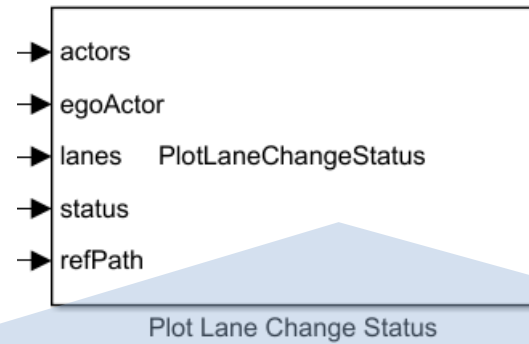 actors
egoActor
lanes PlotLaneChangeStatus
status
refPath
Plot Lane Change Status